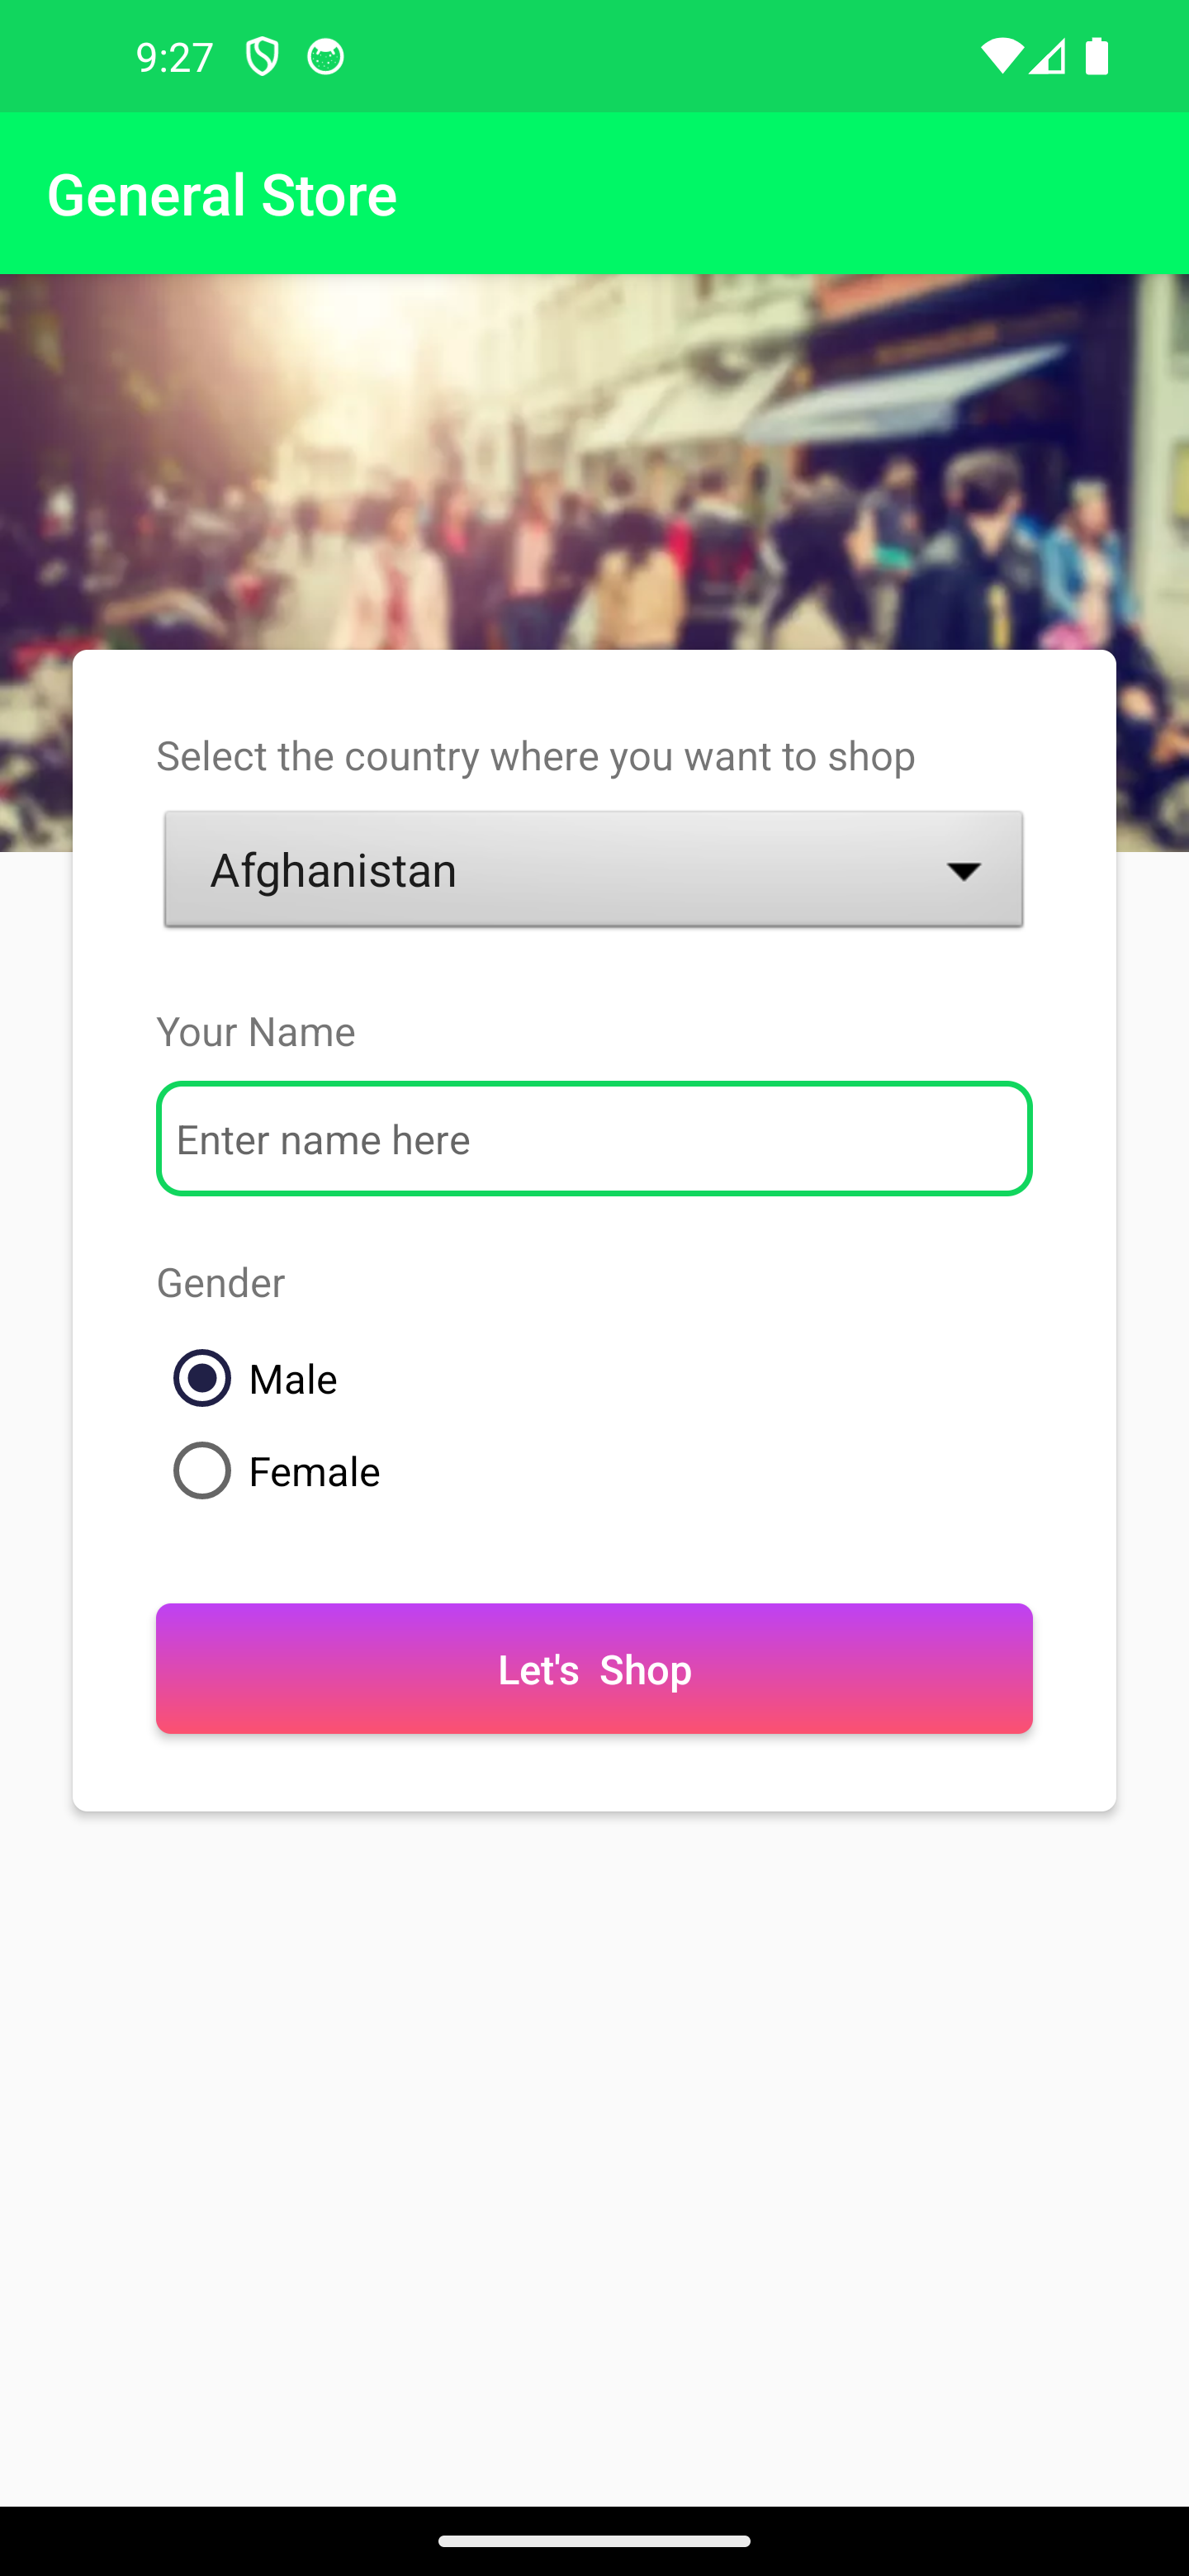 9:27
General Store
Select the country where you want to shop
Afghanistan
Your Name
Enter name here
Gender
Male
Female
Let's Shop